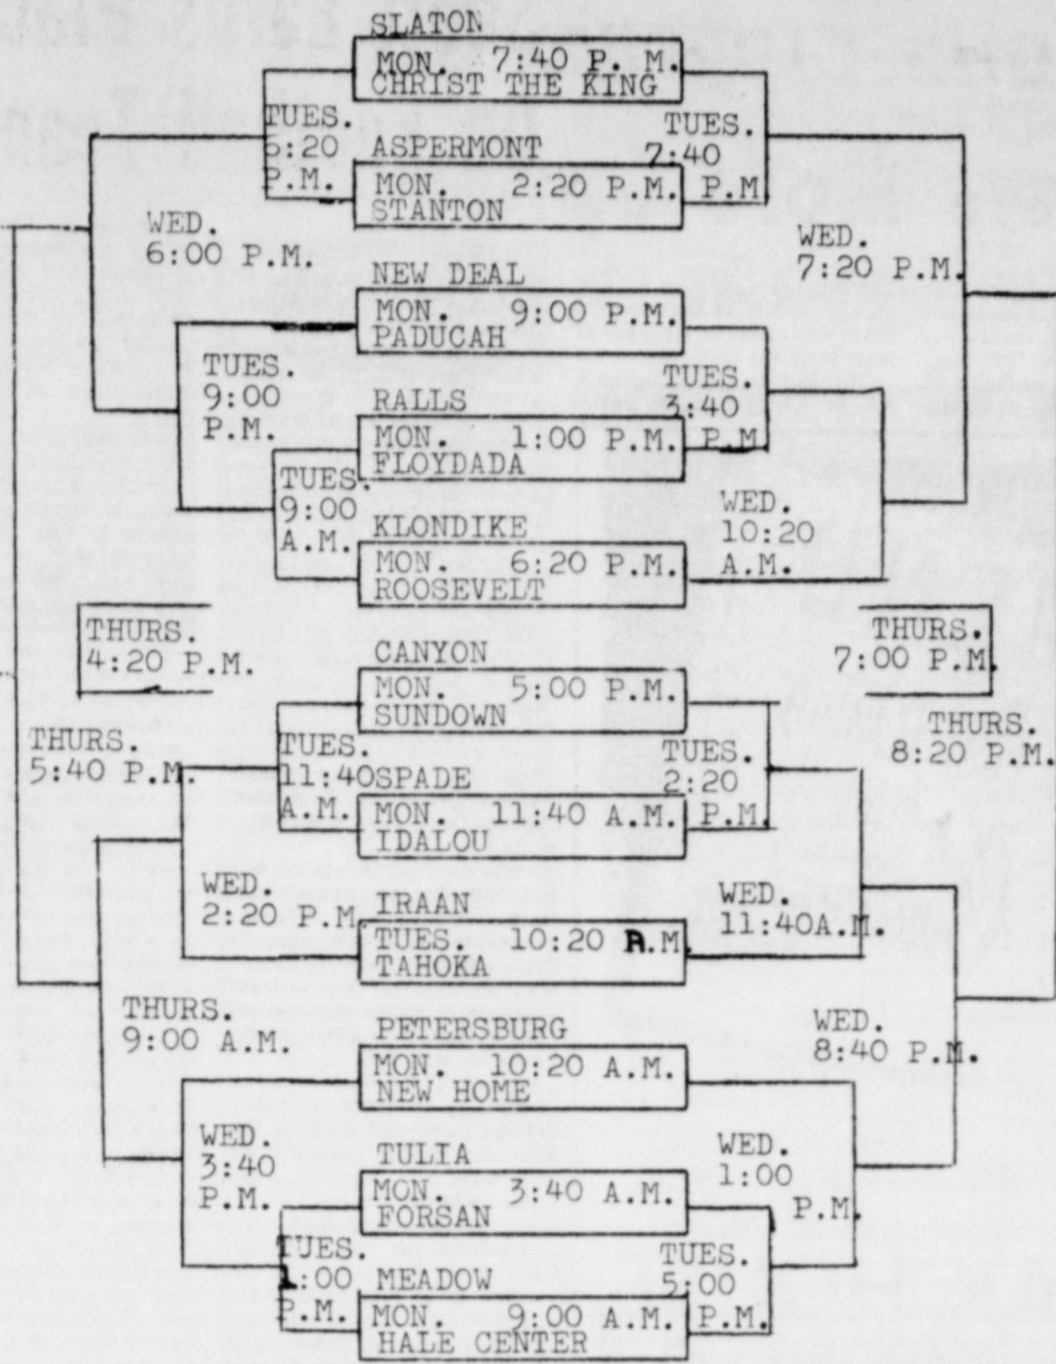 SLATON
MON. 7:40 P. M.
CHRIST THE KING
TUES.
6:20
P.M.
TUES.
7:40
P.M
ASPERMONT
MON. 2:20 P.M.
STANTON
WED.
6:00 P.M.
WED.
7:20 P.M.
NEW DEAL
MON. 9:00 P.M.
PADUCAH
TUES.
9:00
P.M.
TUES.
3:40
P.M
RALLS
MON. 1:00 P.M.
FLOYDADA
TUES.
9:00
A.M.
WED.
10:20
A.M.
KLONDIKE
MON. 6:20 P.M.
ROOSEVELT
THURS.
4:20 P.M.
THURS.
7:00 P.M.
CANYON
MON. 5:00 P.M.
SUNDOWN
THURS.
5:40 P.M.
THURS.
8:20 P.M.
TUES.
11:40
A.M.
TUES.
2:20
P.M.
SPADE
MON. 11:40 A.M.
IDALOU
WED.
2:20 P.M
WED.
11:40A.M.
IRAAN
TUES. 10:20 A.M.
TAHOKA
THURS.
9:00 A.M.
WED.
8:40 P.M.
PETERSBURG
MON. 10:20 A.M.
NEW HOME
WED.
3:40
P.M.
WED.
1:00
P.M.
TULIA
MON. 3:40 A.M.
FORSAN
TUES.
1:00
P.M.
TUES.
5:00
P.M.
MEADOW
MON. 9:00 A.M.
HALE CENTER